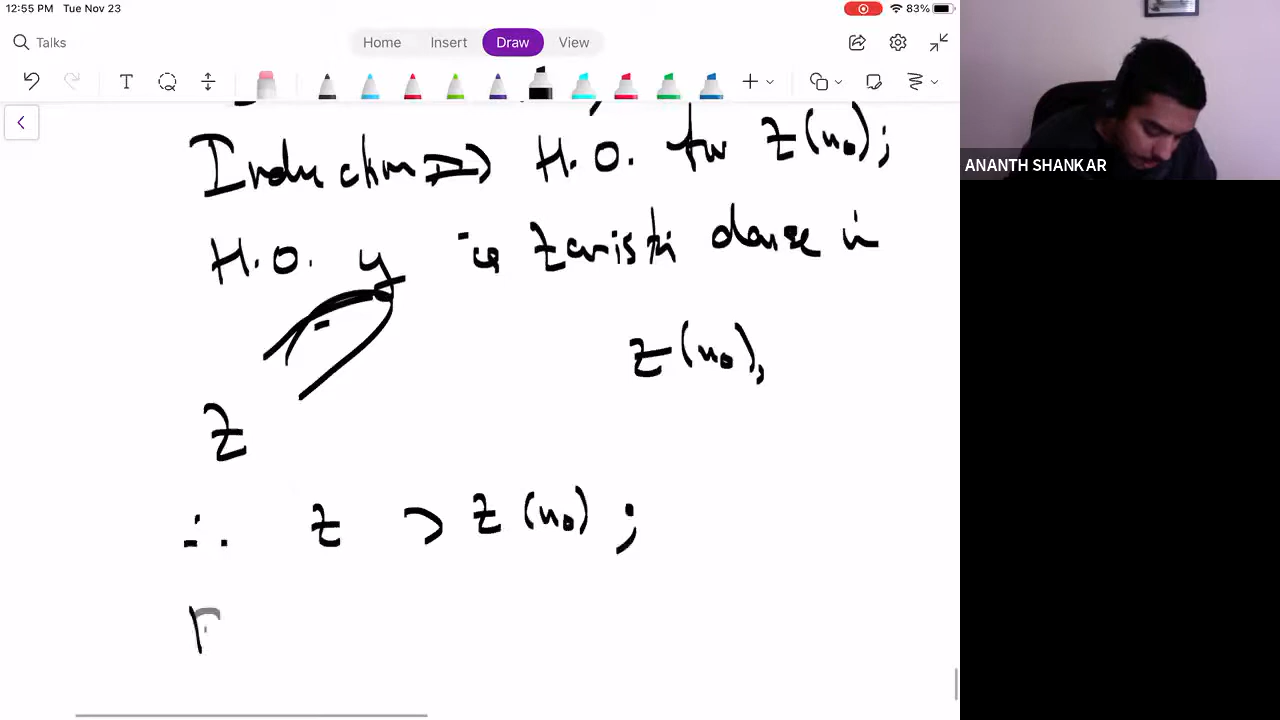 12:55 PM Tue Nov 23
83%
Talks
Home Insert Draw View
T
Induction ⇒ H.O. for Z(n₀);
H.O. y is Zariski dense in
Z(n₀),
Z
∴ Z ⊃ Z(n₀) ;
ANANTH SHANKAR